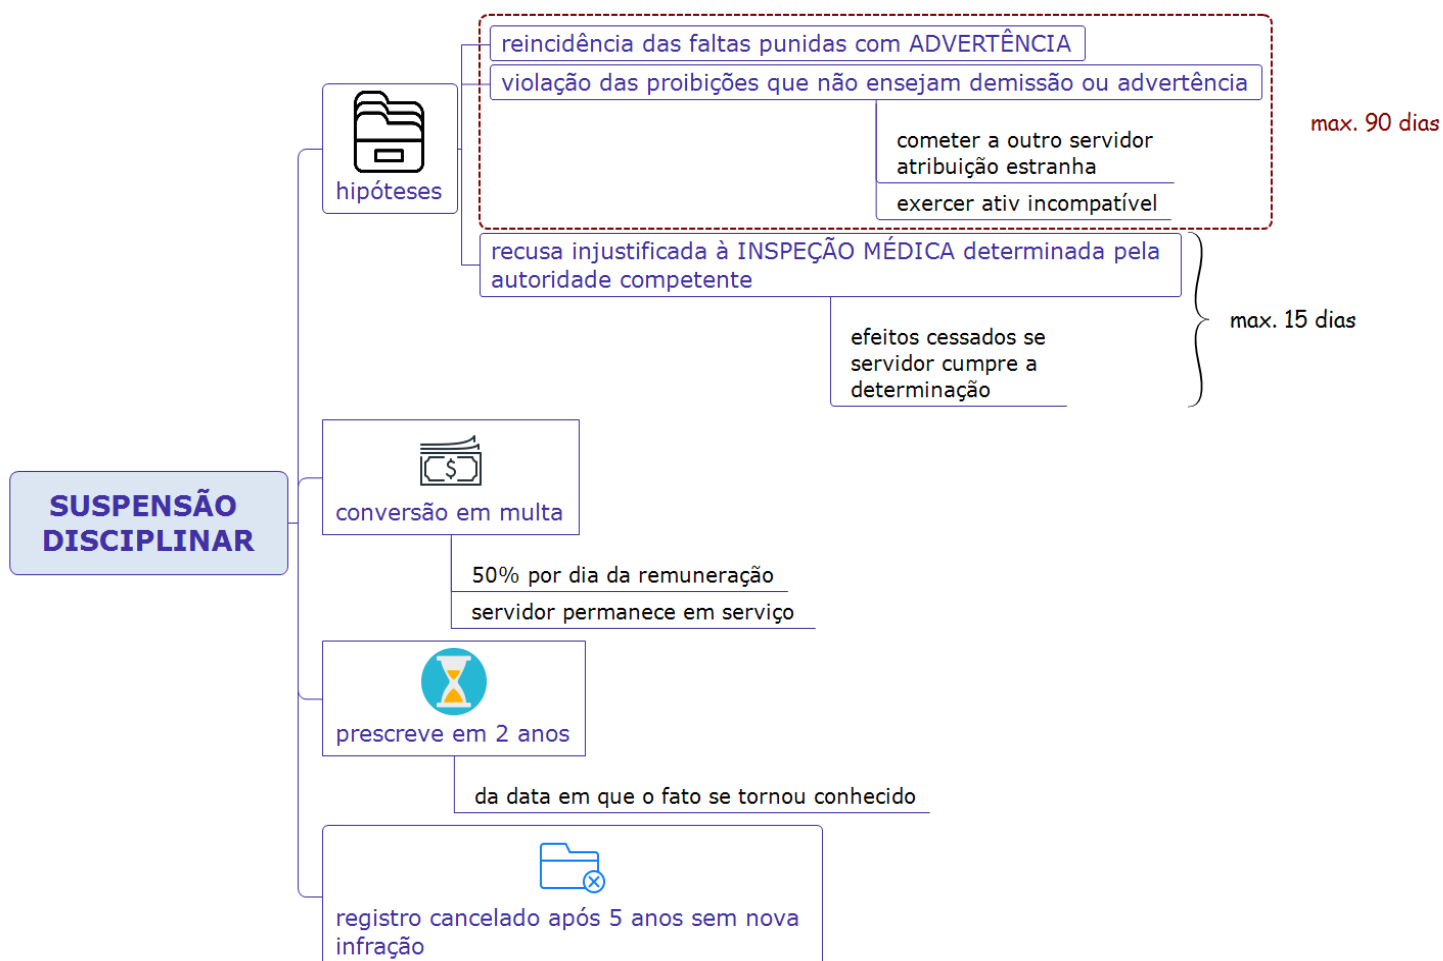 reincidência das faltas punidas com ADVERTÊNCIA
violação das proibições que não ensejam demissão ou advertência
max. 90 dias
cometer a outro servidor
atribuição estranha
hipóteses
exercer ativ incompatível
recusa injustificada à INSPEÇÃO MÉDICA determinada pela
autoridade competente
max. 15 dias
efeitos cessados se
servidor cumpre a
determinação
SUSPENSÃO
DISCIPLINAR
$
conversão em multa
50% por dia da remuneração
servidor permanece em serviço
prescreve em 2 anos
da data em que o fato se tornou conhecido
registro cancelado após 5 anos sem nova
infração